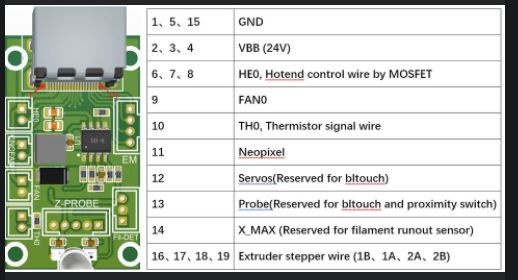 1、5、15 GND
2、3、4 VBB (24V)
6、7、8 HE0, Hotend control wire by MOSFET
9 FAN0
10 TH0, Thermistor signal wire
11 Neopixel
12 Servos(Reserved for bltouch)
13 Probe(Reserved for bltouch and proximity switch)
14 X_MAX (Reserved for filament runout sensor)
16、17、18、19 Extruder stepper wire (1B、1A、2A、2B)
HE0
U1
EM
FAN
Z-PROBE
TH0
Fil-DET